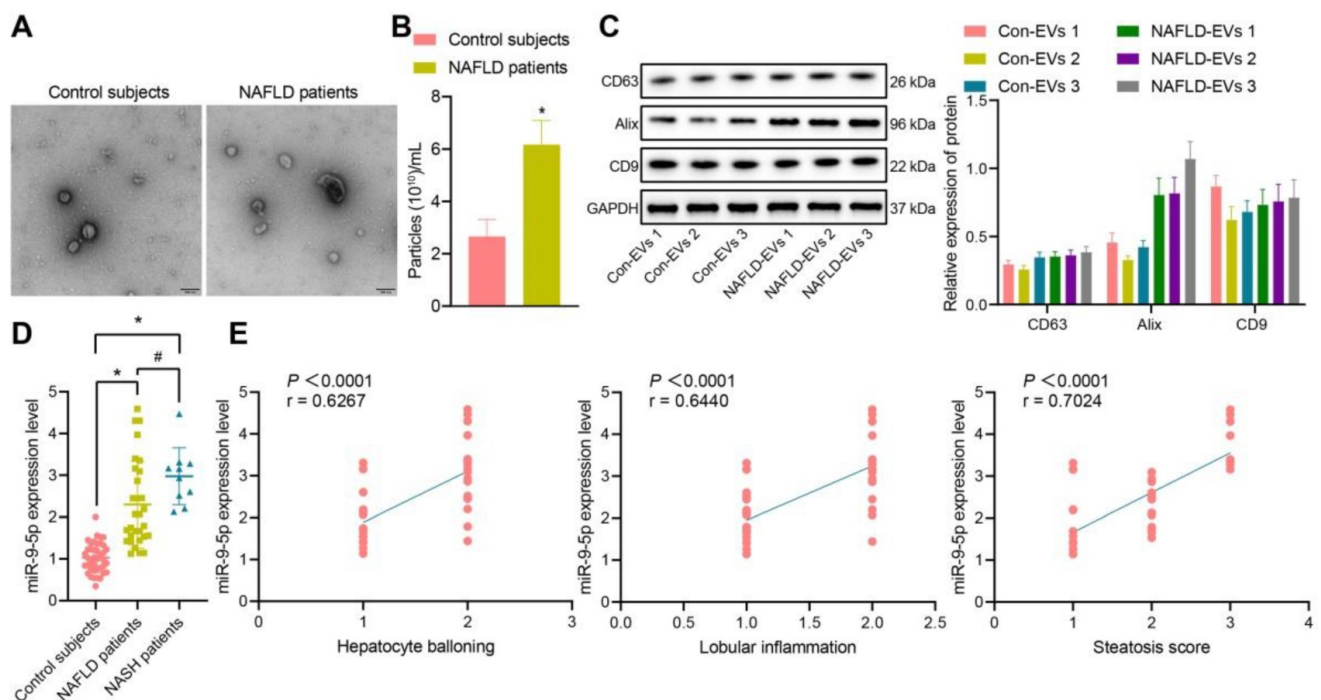 A
Control subjects
NAFLD patients
B
Control subjects
NAFLD patients
Particles (10¹⁰)/mL
8
6
4
2
0
*
C
CD63
Alix
CD9
GAPDH
26 kDa
96 kDa
22 kDa
37 kDa
Con-EVs 1
Con-EVs 2
Con-EVs 3
NAFLD-EVs 1
NAFLD-EVs 2
NAFLD-EVs 3
Con-EVs 1
Con-EVs 2
Con-EVs 3
NAFLD-EVs 1
NAFLD-EVs 2
NAFLD-EVs 3
Relative expression of protein
1.5
1.0
0.5
0.0
CD63
Alix
CD9
D
*
*
#
miR-9-5p expression level
5
4
3
2
1
0
Control subjects
NAFLD patients
NASH patients
E
P <0.0001
r = 0.6267
miR-9-5p expression level
5
4
3
2
1
0
0
1
2
3
Hepatocyte ballooning
P <0.0001
r = 0.6440
miR-9-5p expression level
5
4
3
2
1
0
0.0
0.5
1.0
1.5
2.0
2.5
Lobular inflammation
P <0.0001
r = 0.7024
miR-9-5p expression level
5
4
3
2
1
0
0
1
2
3
4
Steatosis score